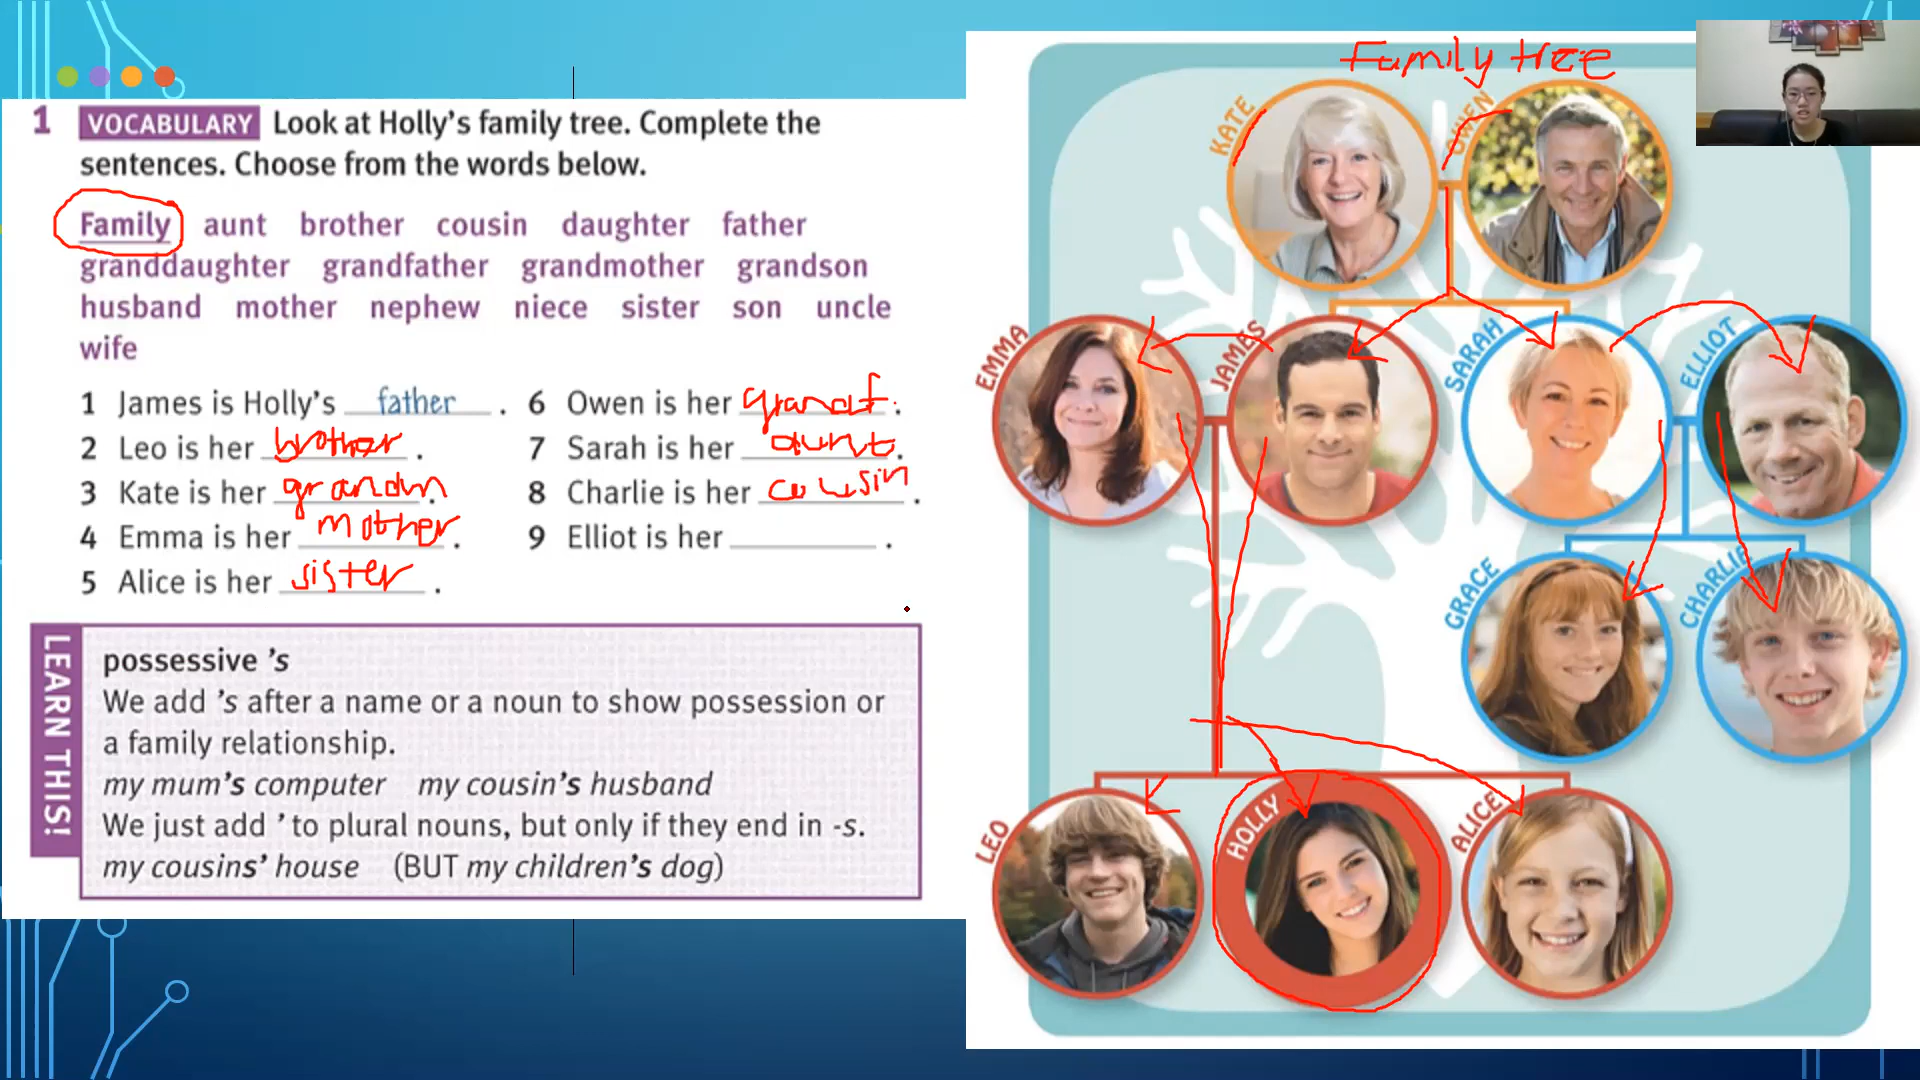 1 VOCABULARY Look at Holly's family tree. Complete the
sentences. Choose from the words below.
Family aunt brother cousin daughter father
granddaughter grandfather grandmother grandson
husband mother nephew niece sister son uncle
wife
1 James is Holly's father.
2 Leo is her brother.
3 Kate is her grandm.
4 Emma is her mother.
5 Alice is her sister.
6 Owen is her grandf.
7 Sarah is her aunt.
8 Charlie is her cousin.
9 Elliot is her ________.
LEARN THIS!
possessive 's
We add 's after a name or a noun to show possession or
a family relationship.
my mum's computer my cousin's husband
We just add ' to plural nouns, but only if they end in -s.
my cousins' house (BUT my children's dog)
Family tree
KATE
OWEN
EMMA
JAMES
SARAH
ELLIOT
GRACE
CHARLIE
LEO
HOLLY
ALICE